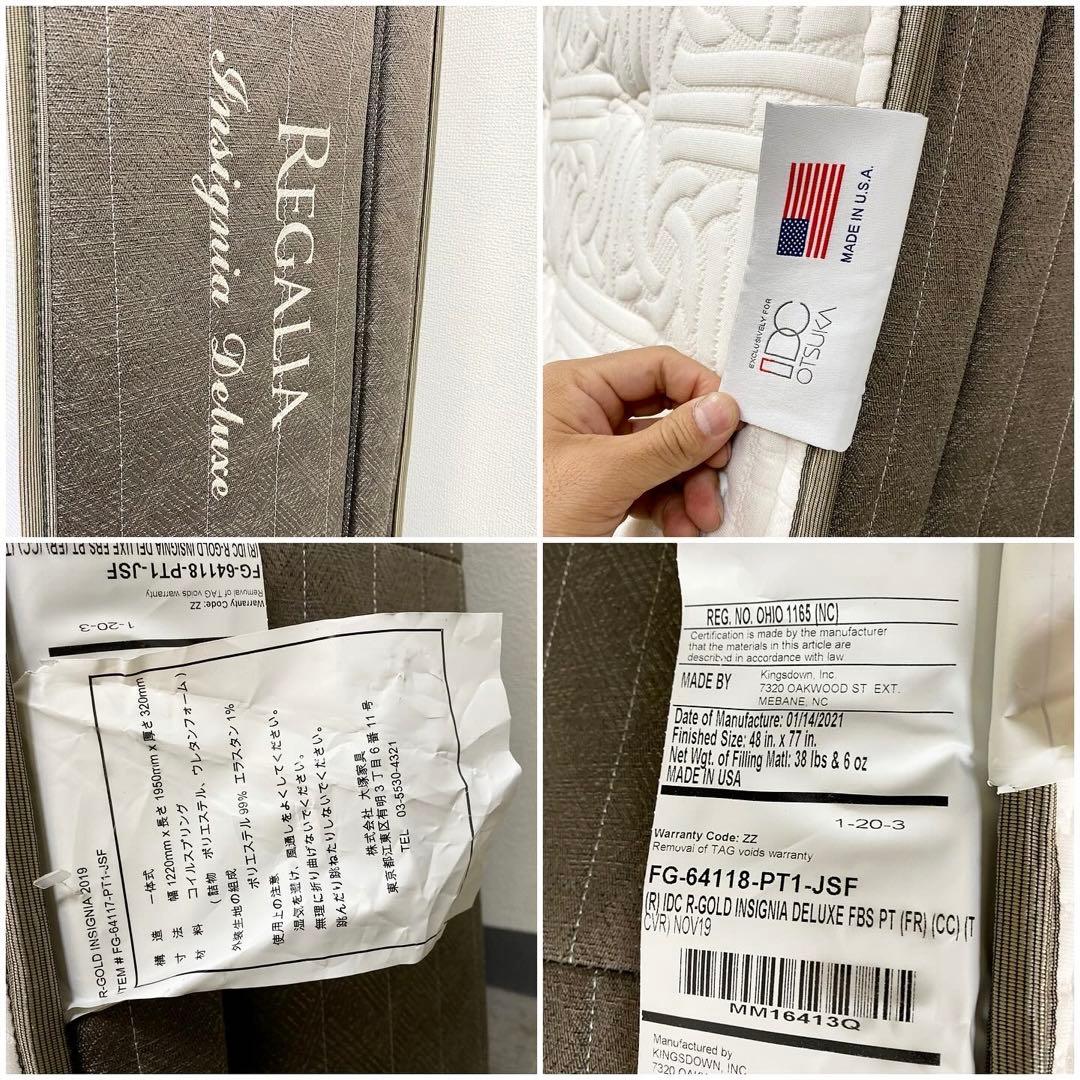 REGALIA
Insignia Deluxe
MADE IN U.S.A.
EXCLUSIVELY FOR
IDC
OTSUKA
(R) IDC R-GOLD INSIGNIA DELUXE FBS PT (FR) (CC) (T
FG-64118-PT1-JSF
Removal of TAG voids warranty
Warranty Code: ZZ
1-20-3
R-GOLD INSIGNIA 2019
ITEM # FG-64117-PT1-JSF
構 造 一体式
寸 法 幅 1220mm x 長さ 1950mm x 厚さ 320mm
材 料 コイルスプリング
( 詰物 ポリエステル、ウレタンフォーム )
外装生地の組成
ポリエステル 99% エラスタン 1%
使用上の注意
湿気を避け、風通しをよくしてください。
無理に折り曲げないでください。
跳んだり跳ねたりしないでください。
株式会社 大塚家具
東京都江東区有明 3 丁目 6 番 11 号
TEL 03-5530-4321
REG. NO. OHIO 1165 (NC)
Certification is made by the manufacturer
that the materials in this article are
described in accordance with law
MADE BY Kingsdown, Inc.
7320 OAKWOOD ST EXT.
MEBANE, NC
Date of Manufacture: 01/14/2021
Finished Size: 48 in. x 77 in.
Net Wgt. of Filling Matl: 38 lbs & 6 oz
MADE IN USA
1-20-3
Warranty Code: ZZ
Removal of TAG voids warranty
FG-64118-PT1-JSF
(R) IDC R-GOLD INSIGNIA DELUXE FBS PT (FR) (CC) (T
CVR) NOV19
MM16413Q
Manufactured by
KINGSDOWN, INC
7320